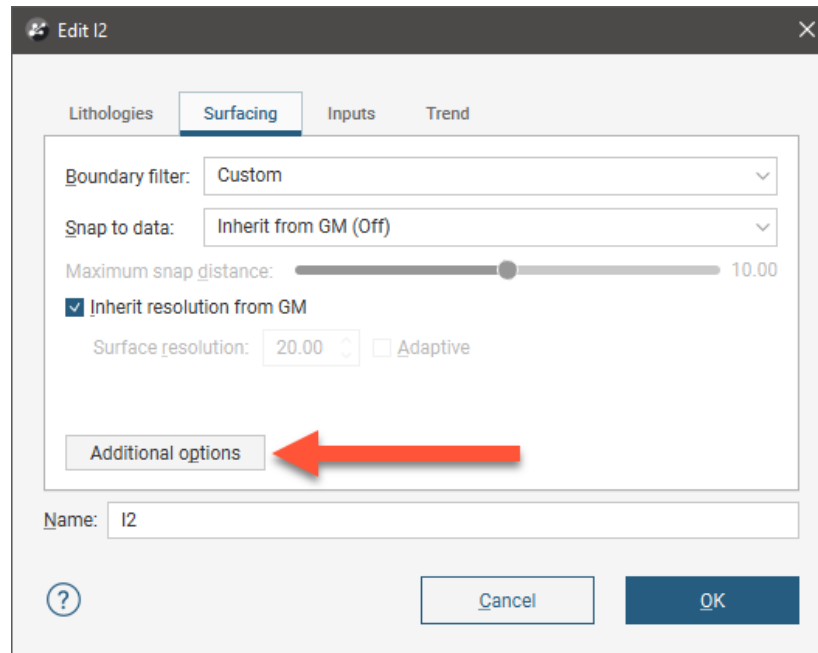 Edit I2
Lithologies Surfacing Inputs Trend
Boundary filter: Custom
Snap to data: Inherit from GM (Off)
Maximum snap distance: 10.00
Inherit resolution from GM
Surface resolution: 20.00 Adaptive
Additional options
Name: I2
? Cancel OK